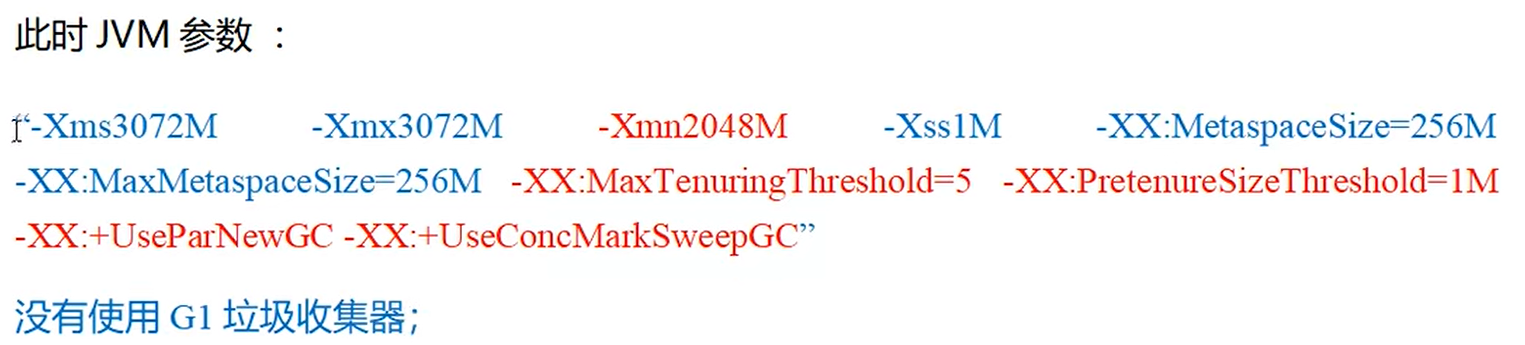 此时 JVM 参数 ：
“-Xms3072M -Xmx3072M -Xmn2048M -Xss1M -XX:MetaspaceSize=256M
-XX:MaxMetaspaceSize=256M -XX:MaxTenuringThreshold=5 -XX:PretenureSizeThreshold=1M
-XX:+UseParNewGC -XX:+UseConcMarkSweepGC”
没有使用 G1 垃圾收集器；